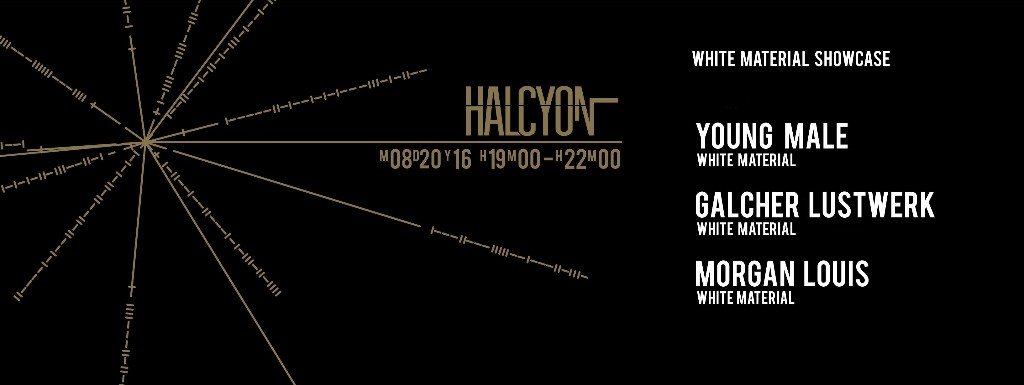 HALCYON
M08D20Y16 H19M00-H22M00
WHITE MATERIAL SHOWCASE
YOUNG MALE
WHITE MATERIAL
GALCHER LUSTWERK
WHITE MATERIAL
MORGAN LOUIS
WHITE MATERIAL